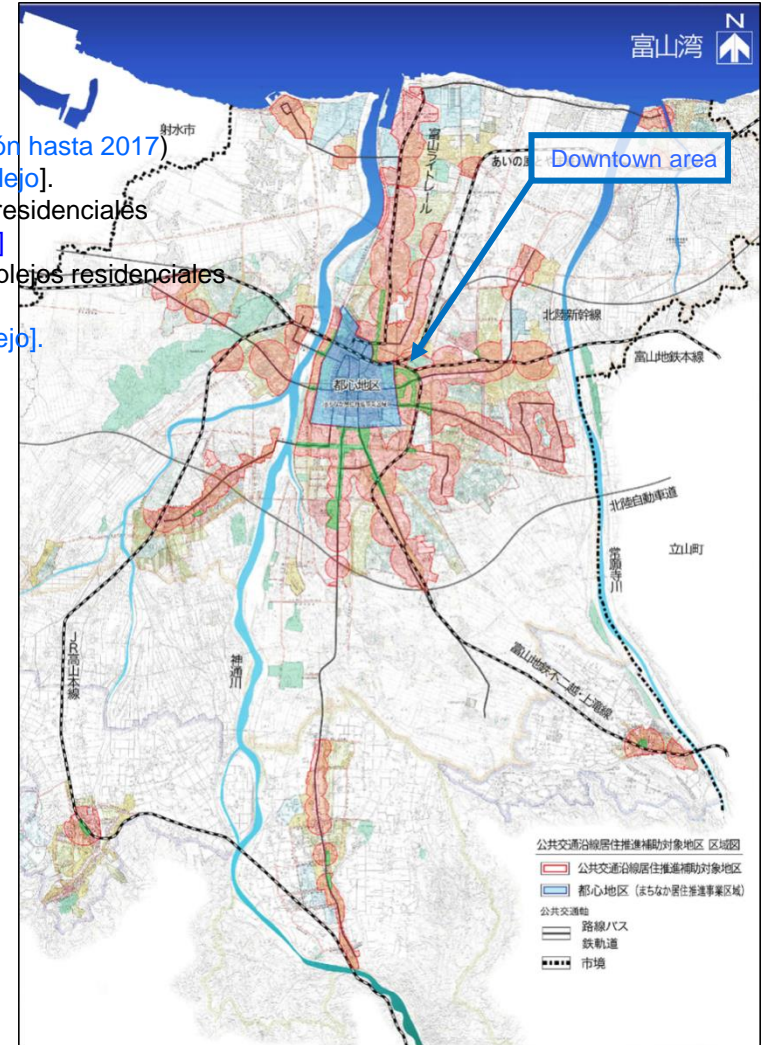 富山湾
N
射水市
ón hasta 2017)
lejo].
residenciales
]
olejos residenciales
ejo].
富山ライトレール
あいの風とや
Downtown area
北陸新幹線
富山地鉄本線
都心地区
北陸自動車道
立山町
常願寺川
JR高山本線
神通川
富山地鉄不二越・上滝線
公共交通沿線居住推進補助対象地区 区域図
公共交通沿線居住推進補助対象地区
都心地区 (まちなか居住推進事業区域)
公共交通軸
路線バス
鉄軌道
市境